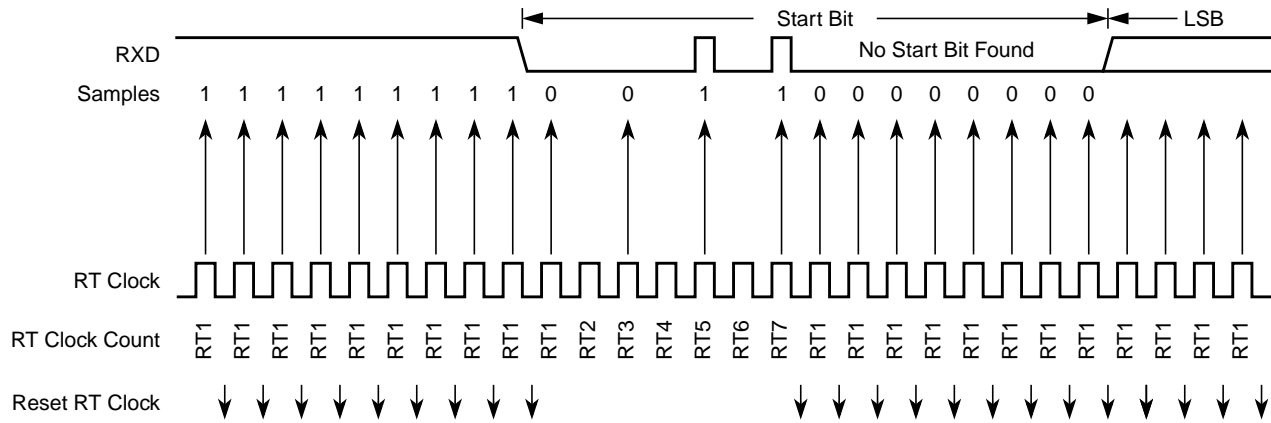 Start Bit LSB
RXD No Start Bit Found
Samples 1 1 1 1 1 1 1 1 1 0 0 1 1 0 0 0 0 0 0 0 0
RT Clock
RT Clock Count RT1 RT1 RT1 RT1 RT1 RT1 RT1 RT1 RT1 RT1 RT2 RT3 RT4 RT5 RT6 RT7 RT1 RT1 RT1 RT1 RT1 RT1 RT1 RT1 RT1 RT1 RT1 RT1
Reset RT Clock